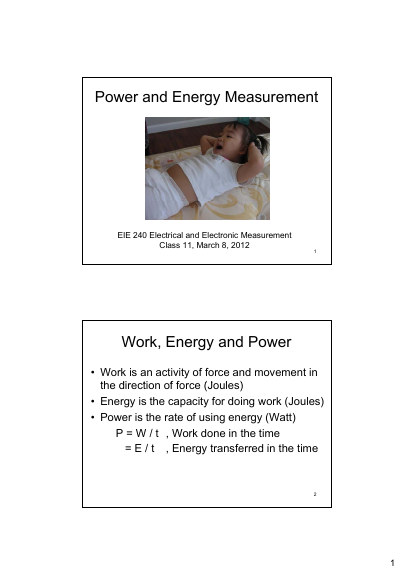 Power and Energy Measurement
EIE 240 Electrical and Electronic Measurement
Class 11, March 8, 2012
1
Work, Energy and Power
• Work is an activity of force and movement in
the direction of force (Joules)
• Energy is the capacity for doing work (Joules)
• Power is the rate of using energy (Watt)
P = W / t , Work done in the time
= E / t , Energy transferred in the time
2
1